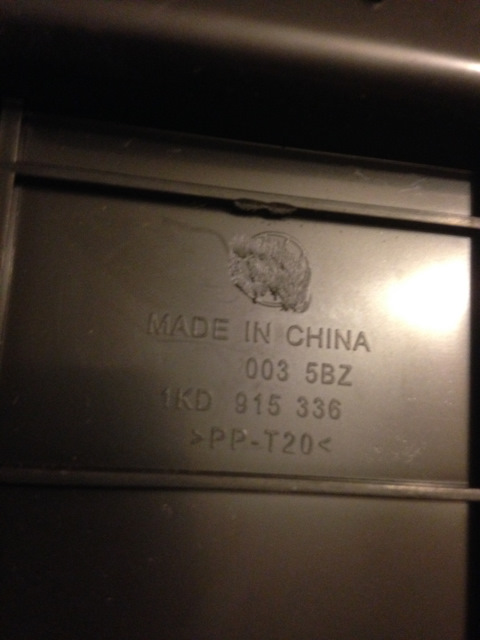 MADE IN CHINA
003 5BZ
1KD 915 336
>PP-T20<